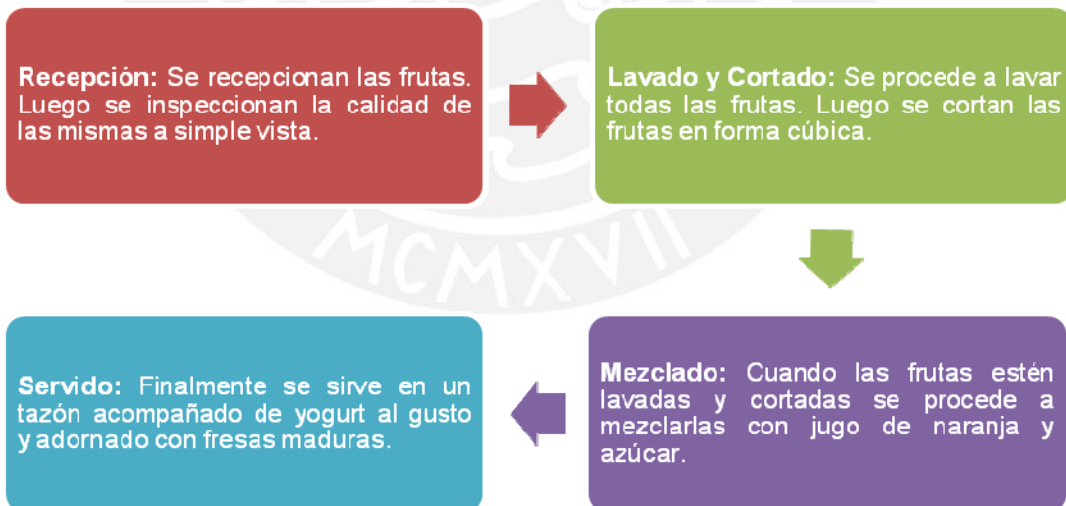 Recepción: Se recepcionan las frutas.
Luego se inspeccionan la calidad de
las mismas a simple vista.
Lavado y Cortado: Se procede a lavar
todas las frutas. Luego se cortan las
frutas en forma cúbica.
MCMXVII
Mezclado: Cuando las frutas estén
lavadas y cortadas se procede a
mezclarlas con jugo de naranja y
azúcar.
Servido: Finalmente se sirve en un
tazón acompañado de yogurt al gusto
y adornado con fresas maduras.